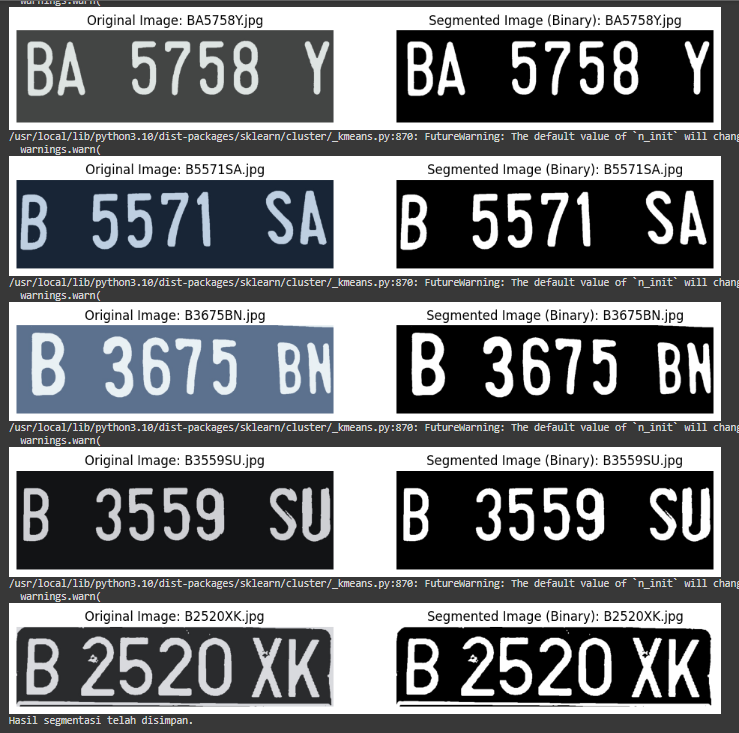 warnings.warn(
Original Image: BA5758Y.jpg Segmented Image (Binary): BA5758Y.jpg
BA 5758 Y BA 5758 Y
/usr/local/lib/python3.10/dist-packages/sklearn/cluster/_kmeans.py:870: FutureWarning: The default value of `n_init` will chang
warnings.warn(
Original Image: B5571SA.jpg Segmented Image (Binary): B5571SA.jpg
B 5571 SA B 5571 SA
/usr/local/lib/python3.10/dist-packages/sklearn/cluster/_kmeans.py:870: FutureWarning: The default value of `n_init` will chang
warnings.warn(
Original Image: B3675BN.jpg Segmented Image (Binary): B3675BN.jpg
B 3675 BN B 3675 BN
/usr/local/lib/python3.10/dist-packages/sklearn/cluster/_kmeans.py:870: FutureWarning: The default value of `n_init` will chang
warnings.warn(
Original Image: B3559SU.jpg Segmented Image (Binary): B3559SU.jpg
B 3559 SU B 3559 SU
/usr/local/lib/python3.10/dist-packages/sklearn/cluster/_kmeans.py:870: FutureWarning: The default value of `n_init` will chang
warnings.warn(
Original Image: B2520XK.jpg Segmented Image (Binary): B2520XK.jpg
B 2520 XK B 2520 XK
Hasil segmentasi telah disimpan.